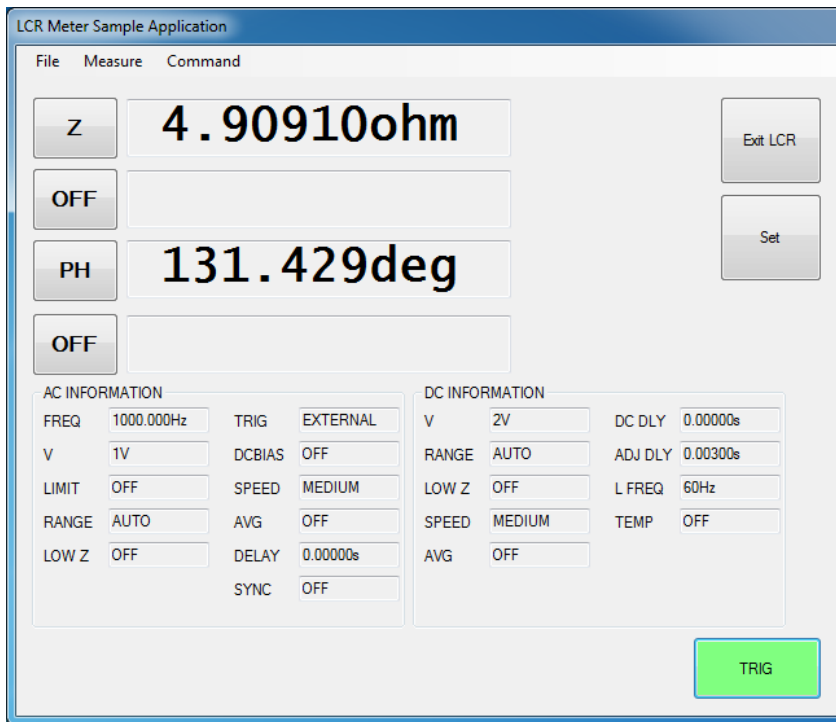 LCR Meter Sample Application
File Measure Command
Z 4.90910ohm Exit LCR
OFF
Set
PH 131.429deg
OFF
AC INFORMATION
FREQ 1000.000Hz TRIG EXTERNAL
V 1V DCBIAS OFF
LIMIT OFF SPEED MEDIUM
RANGE AUTO AVG OFF
LOW Z OFF DELAY 0.00000s
SYNC OFF
DC INFORMATION
V 2V DC DLY 0.00000s
RANGE AUTO ADJ DLY 0.00300s
LOW Z OFF L FREQ 60Hz
SPEED MEDIUM TEMP OFF
AVG OFF
TRIG